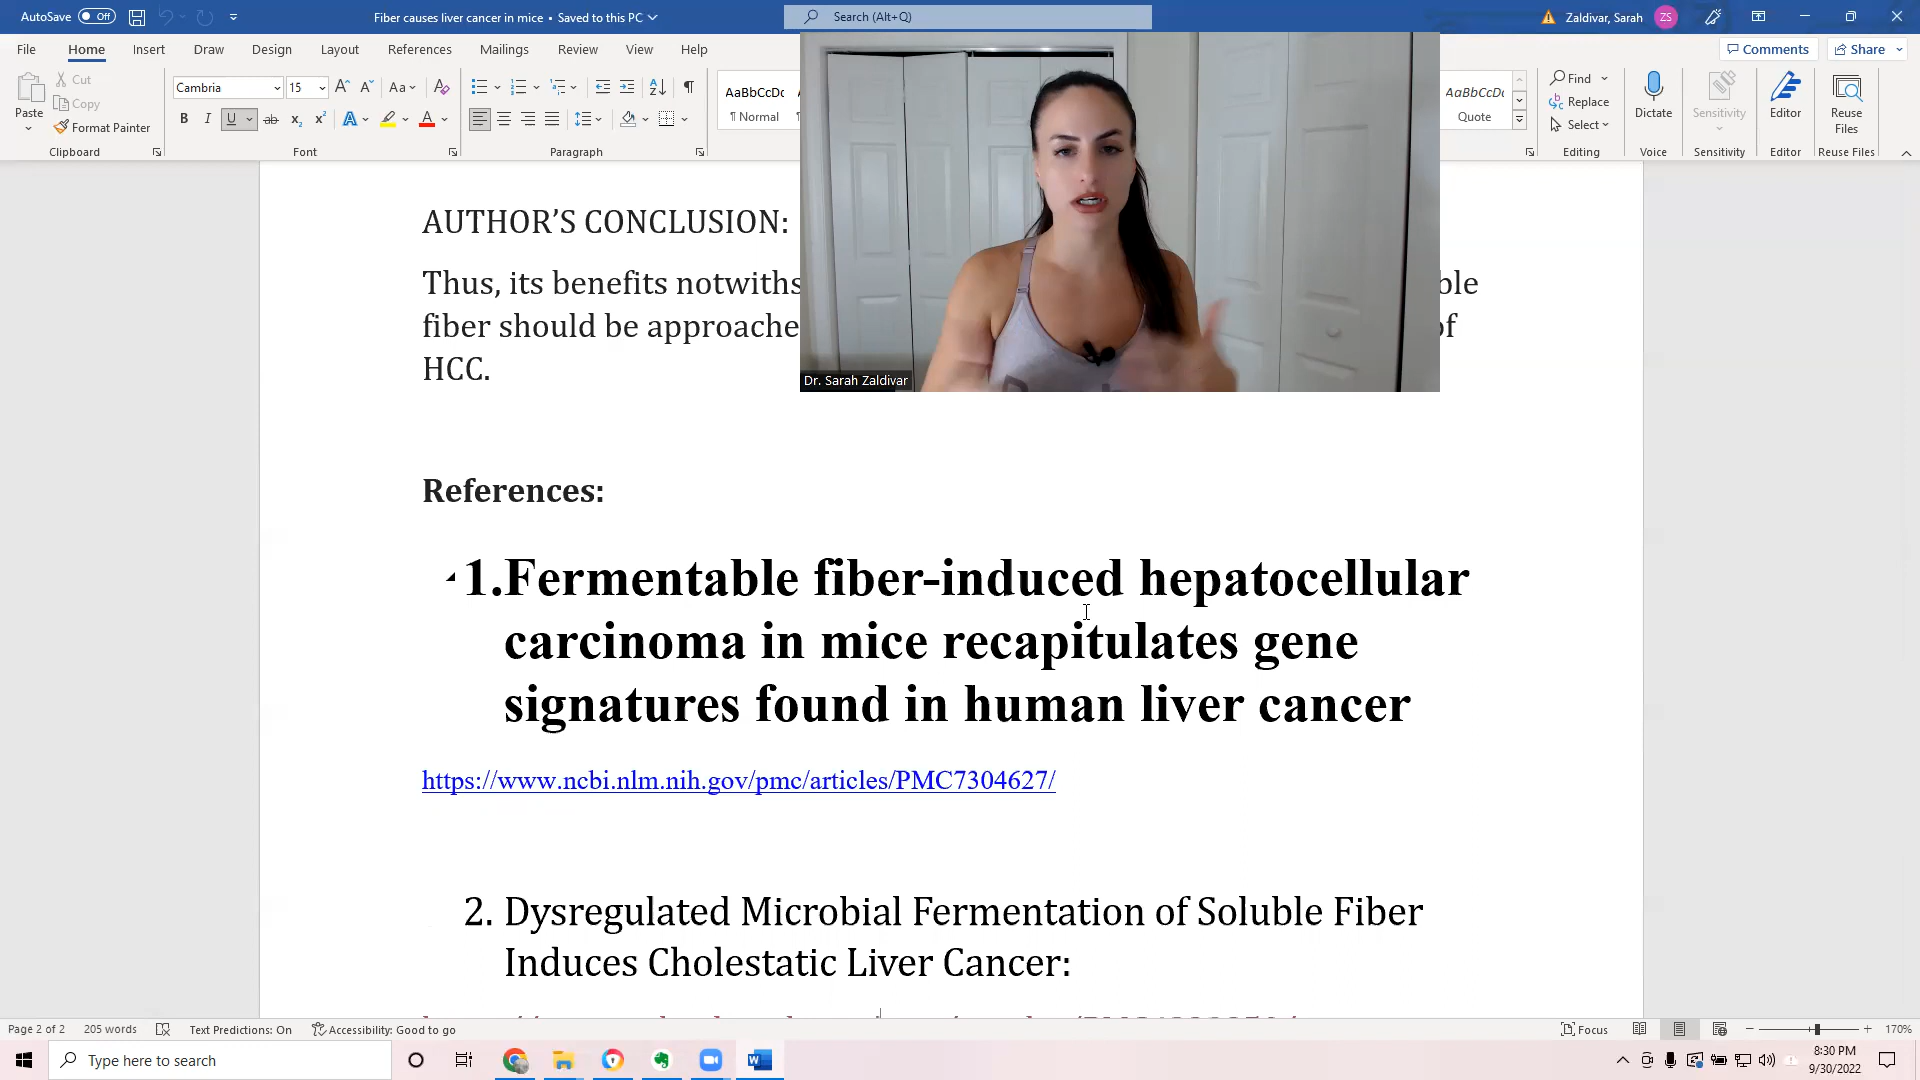 AutoSave Off
Fiber causes liver cancer in mice • Saved to this PC
Search (Alt+Q)
Zaldivar, Sarah ZS
File Home Insert Draw Design Layout References Mailings Review View Help
Comments Share
Paste
Cut
Copy
Format Painter
Clipboard
Cambria 15
Aa
B I U ab x2 x2 A A
Font
Paragraph
AaBbCcDc
¶ Normal
AaBbCcDc
Quote
Find
Replace
Select
Editing
Dictate
Voice
Sensitivity
Sensitivity
Editor
Editor
Reuse
Files
Reuse Files
AUTHOR’S CONCLUSION:
Thus, its benefits notwiths
fiber should be approache of
HCC.
Dr. Sarah Zaldivar
References:
1.Fermentable fiber-induced hepatocellular
carcinoma in mice recapitulates gene
signatures found in human liver cancer
https://www.ncbi.nlm.nih.gov/pmc/articles/PMC7304627/
2. Dysregulated Microbial Fermentation of Soluble Fiber
Induces Cholestatic Liver Cancer:
Page 2 of 2 205 words Text Predictions: On Accessibility: Good to go
Focus 170%
Type here to search
8:30 PM
9/30/2022